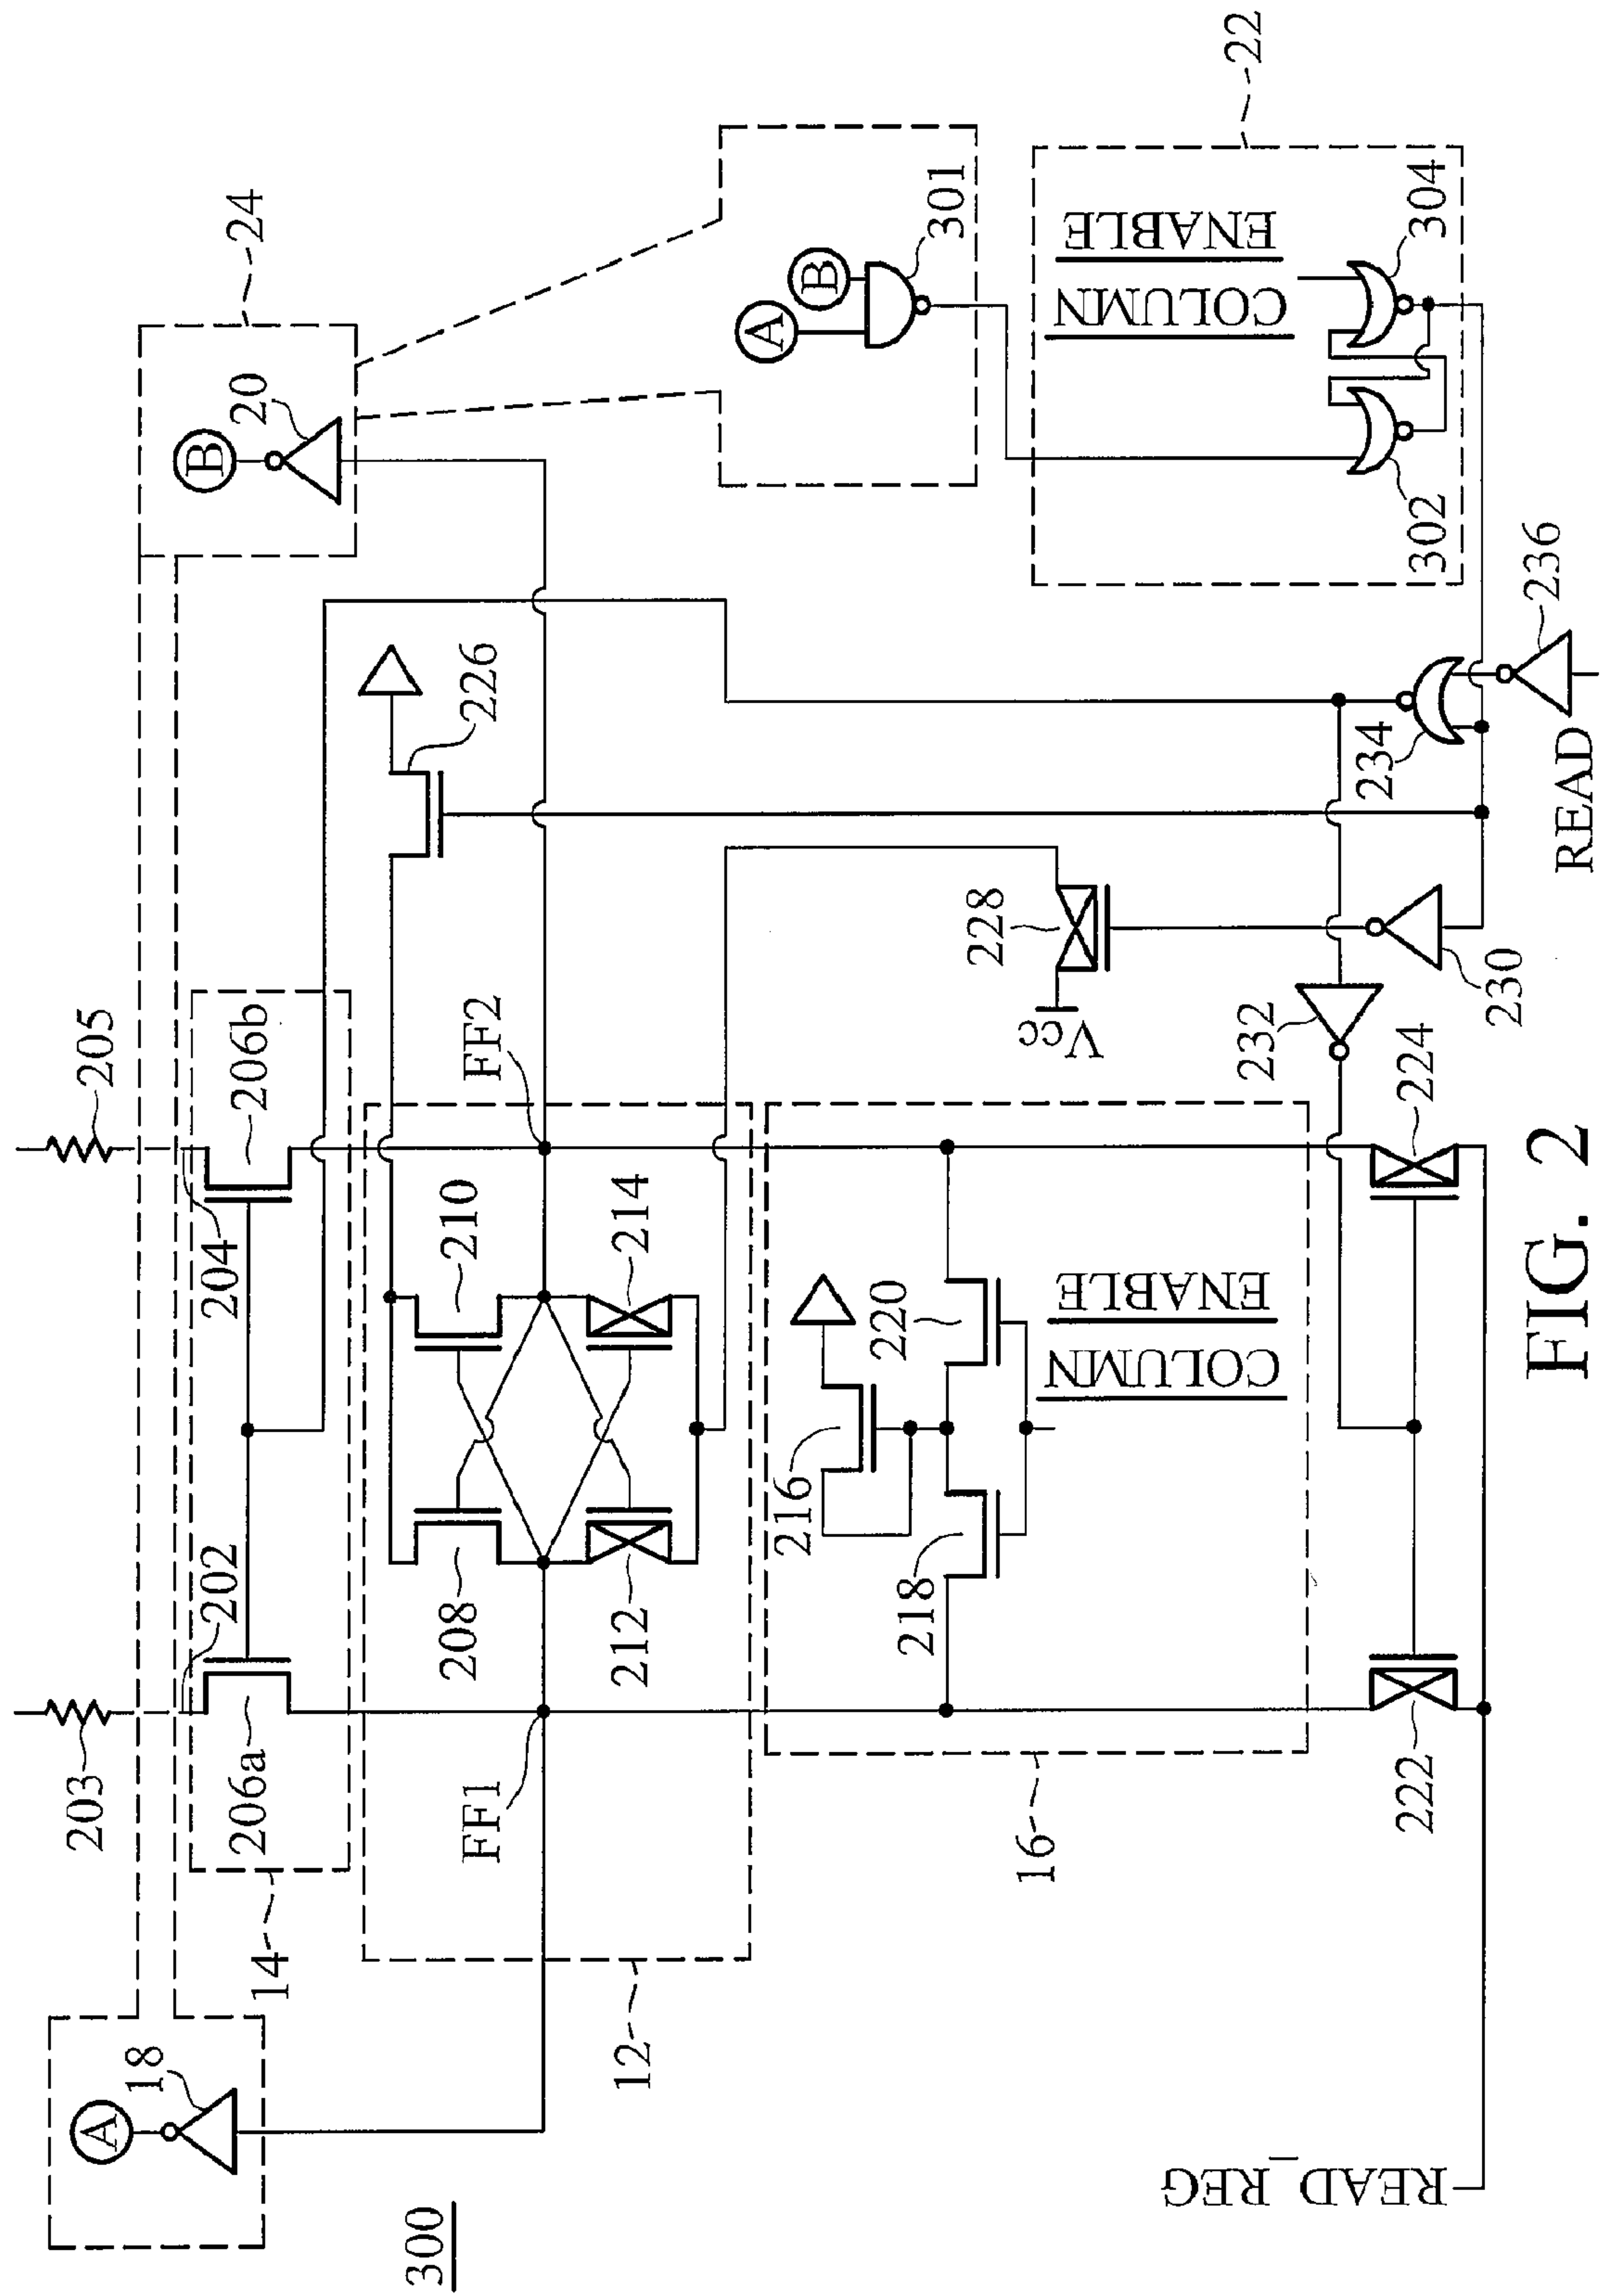 300
A
18
203
205
24
B
20
14
202
204
206a
206b
226
12
FF1
FF2
208
210
212
214
A
B
301
16
216
218
220
COLUMN
ENABLE
228
Vcc
22
COLUMN
ENABLE
302
304
222
224
232
230
234
236
READ
READ_REG
FIG. 2